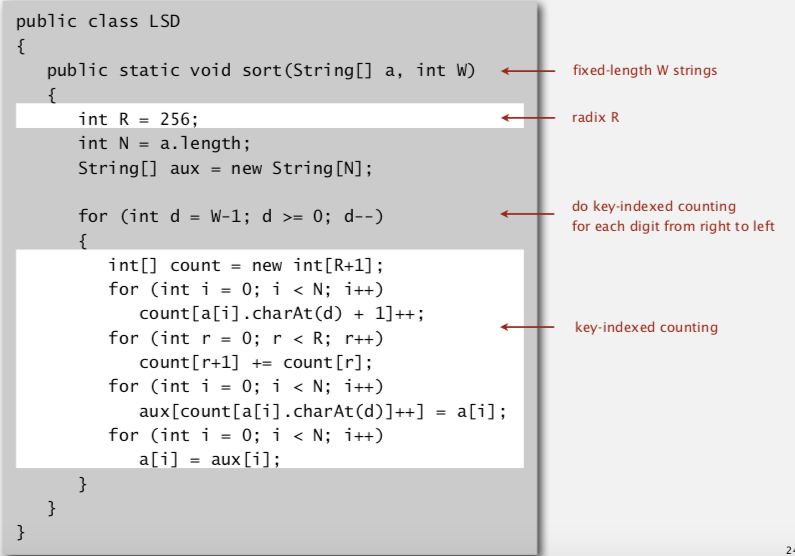 public class LSD
{
public static void sort(String[] a, int W)
fixed-length W strings
{
int R = 256;
radix R
int N = a.length;
String[] aux = new String[N];
for (int d = W-1; d >= 0; d--)
do key-indexed counting
for each digit from right to left
{
int[] count = new int[R+1];
for (int i = 0; i < N; i++)
count[a[i].charAt(d) + 1]++;
key-indexed counting
for (int r = 0; r < R; r++)
count[r+1] += count[r];
for (int i = 0; i < N; i++)
aux[count[a[i].charAt(d)]++] = a[i];
for (int i = 0; i < N; i++)
a[i] = aux[i];
}
}
}